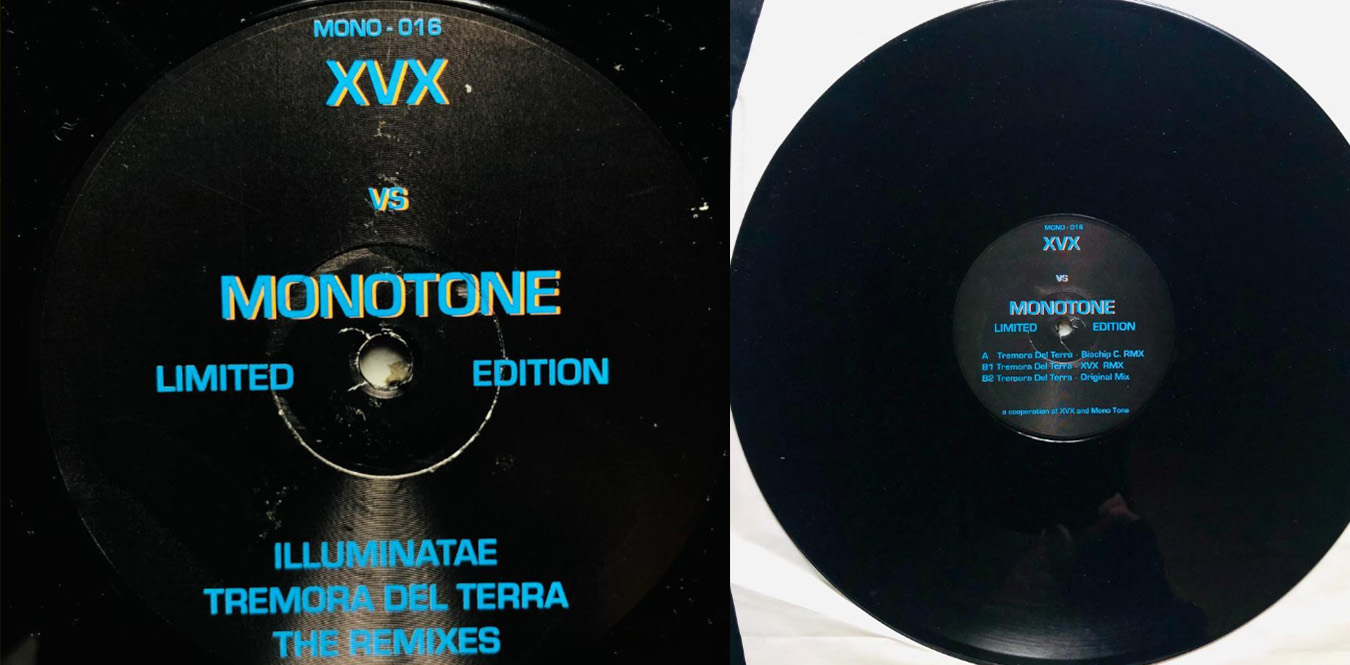 MONO - 016
XVX
VS
MONOTONE
LIMITED EDITION
ILLUMINATAE
TREMORA DEL TERRA
THE REMIXES
MONO - 016
XVX
VS
MONOTONE
LIMITED EDITION
A Tremora Del Terra - Biochip C. RMX
B1 Tremora Del Terra - XVX RMX
B2 Tremora Del Terra - Original Mix
a cooperation of XVX and Mono Tone